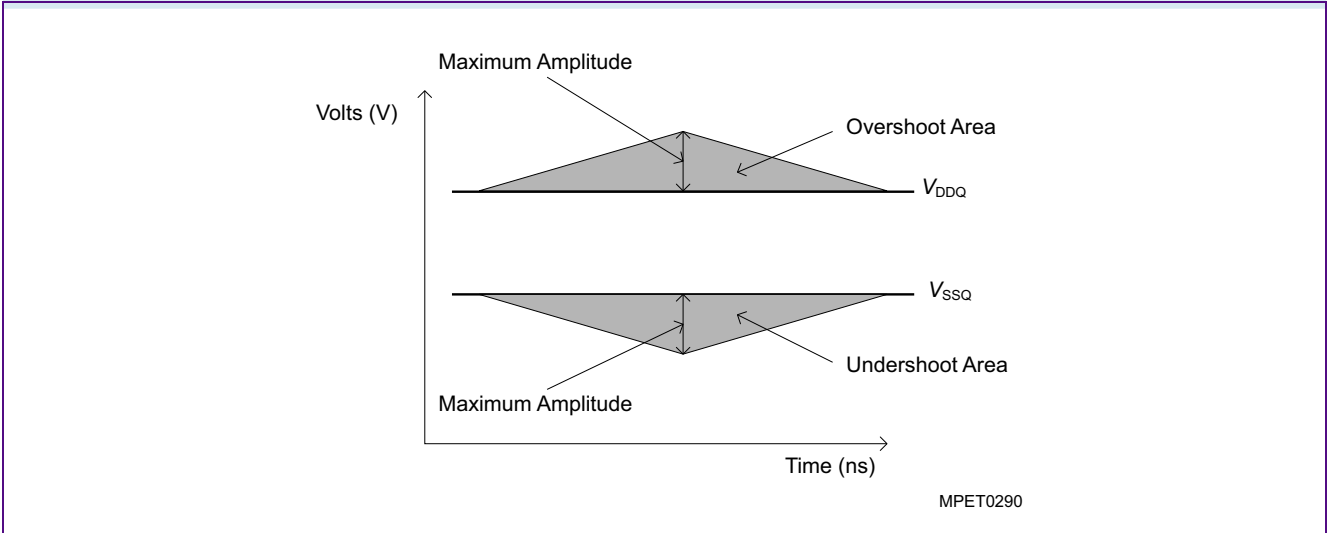 Maximum Amplitude
Volts (V)
Overshoot Area
VDDQ
VSSQ
Undershoot Area
Maximum Amplitude
Time (ns)
MPET0290